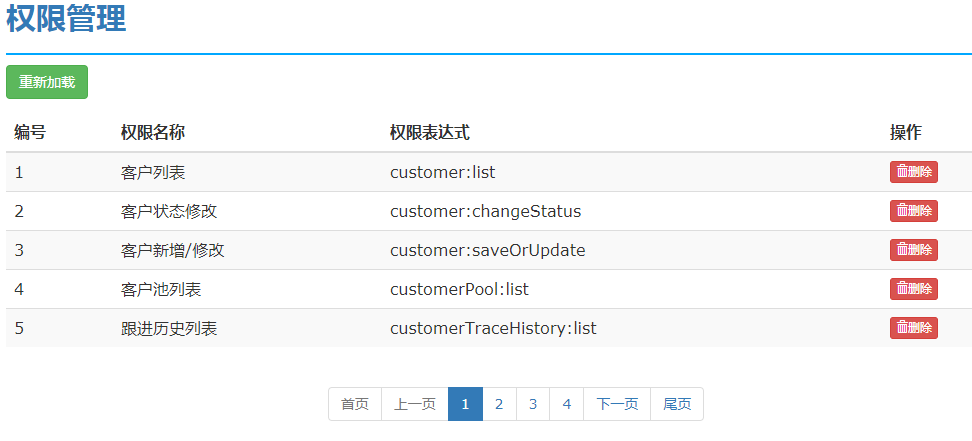 权限管理
重新加载
编号 权限名称 权限表达式 操作
1 客户列表 customer:list 删除
2 客户状态修改 customer:changeStatus 删除
3 客户新增/修改 customer:saveOrUpdate 删除
4 客户池列表 customerPool:list 删除
5 跟进历史列表 customerTraceHistory:list 删除
首页 上一页 1 2 3 4 下一页 尾页